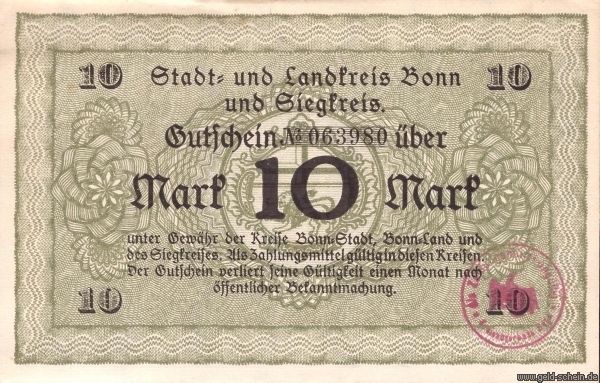 10 10
Stadt- und Landkreis Bonn
und Siegkreis.
Gutschein. № 063980 über
Mark 10 Mark
unter Gewähr der Kreise Bonn-Stadt, Bonn-Land und
des Siegkreises. Als Zahlungsmittel gültig in diesen Kreisen.
Der Gutschein verliert seine Gültigkeit einen Monat nach
öffentlicher Bekanntmachung.
10 10
www.geld-schein.de